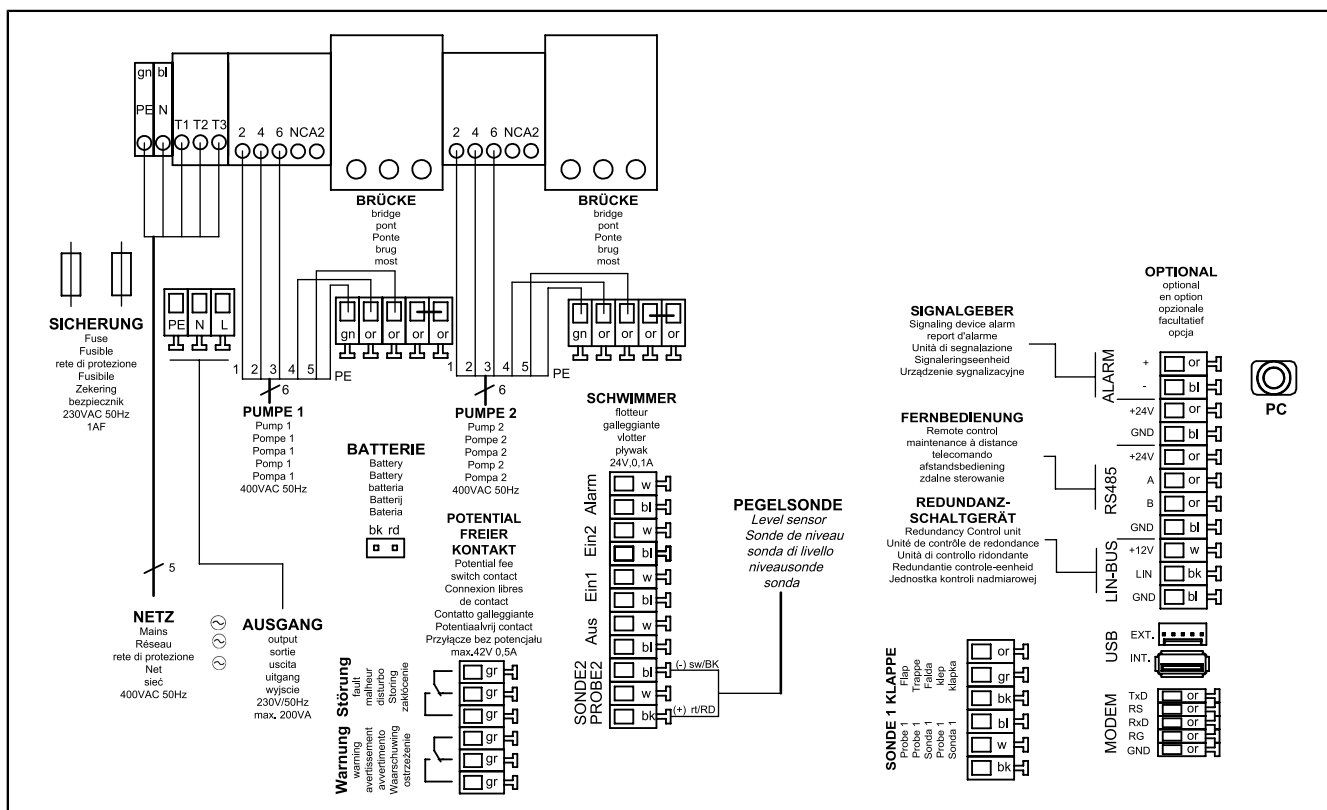 gn bl
PE N
T1 T2 T3
2 4 6 NCA2
2 4 6 NCA2
BRÜCKE
bridge
pont
Ponte
brug
most
BRÜCKE
bridge
pont
Ponte
brug
most
SICHERUNG
Fuse
Fusible
rete di protezione
Fusibile
Zekering
bezpiecznik
230VAC 50Hz
1AF
PE N L
gn or or or or
1 2 3 4 5 PE
6
gn or or or or
1 2 3 4 5 PE
6
PUMPE 1
Pump 1
Pompe 1
Pompa 1
Pomp 1
Pompa 1
400VAC 50Hz
PUMPE 2
Pump 2
Pompe 2
Pompa 2
Pomp 2
Pompa 2
400VAC 50Hz
BATTERIE
Battery
Battery
batteria
Batterij
Bateria
bk rd
5
NETZ
Mains
Réseau
rete di protezione
Net
sieć
400VAC 50Hz
AUSGANG
output
sortie
uscita
uitgang
wyjscie
230V/50Hz
max. 200VA
POTENTIAL
FREIER
KONTAKT
Potential fee
switch contact
Connexion libres
de contact
Contatto galleggiante
Potentiaalvrij contact
Przyłącze bez potencjału
max.42V 0,5A
Störung
fault
malheur
disturbo
Storing
zakłócenie
gr
gr
gr
Warnung
warning
avertissement
avvertimento
Waarschuwing
ostrzeżenie
gr
gr
gr
SCHWIMMER
flotteur
galleggiante
vlotter
pływak
24V,0,1A
Alarm
w
bl
Ein2
w
bl
Ein1
w
bl
Aus
w
bl
SONDE2
PROBE2
bl
w
bk
(-) sw/BK
(+) rt/RD
PEGELSONDE
Level sensor
Sonde de niveau
sonda di livello
niveausonde
sonda
SIGNALGEBER
Signaling device alarm
report d'alarme
Unità di segnalazione
Signaleringseenheid
Urządzenie sygnalizacyjne
FERNBEDIENUNG
Remote control
maintenance à distance
telecomando
afstandsbediening
zdalne sterowanie
REDUNDANZ-
SCHALTGERÄT
Redundancy Control unit
Unité de contrôle de redondance
Unità di controllo ridondante
Redundantie controle-eenheid
Jednostka kontroli nadmiarowej
OPTIONAL
optional
en option
opzionale
facultatief
opcja
ALARM
+ or
- bl
+24V or
GND bl
RS485
+24V or
A or
B or
GND bl
LIN-BUS
+12V w
LIN bk
GND bl
PC
USB
EXT.
INT.
MODEM
TxD or
RS or
RxD or
RG or
GND or
KLAPPE
Flap
Trappe
Falda
klep
klapka
or
gr
bk
SONDE 1
Probe 1
Probe 1
Sonda 1
Probe 1
Sonda 1
bl
w
bk